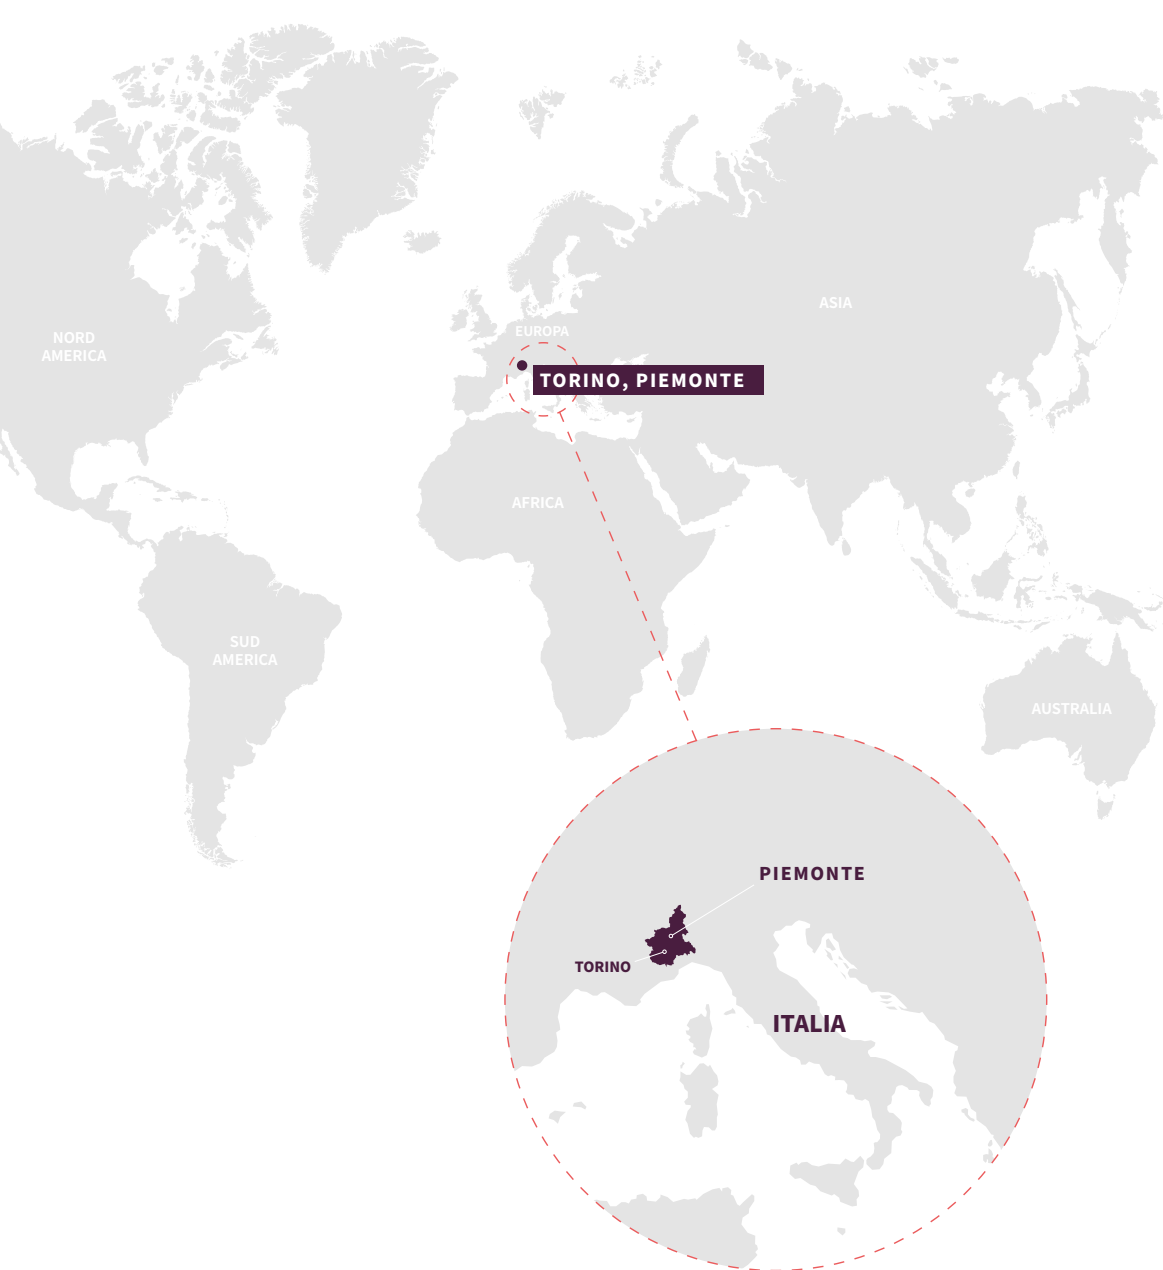 ASIA
EUROPA
NORD
AMERICA
TORINO, PIEMONTE
AFRICA
SUD
AMERICA
AUSTRALIA
PIEMONTE
TORINO
ITALIA